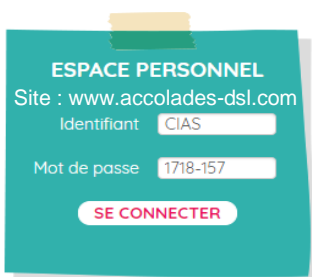 ESPACE PERSONNEL
Site : www.accolades-dsl.com
Identifiant CIAS
Mot de passe 1718-157
SE CONNECTER